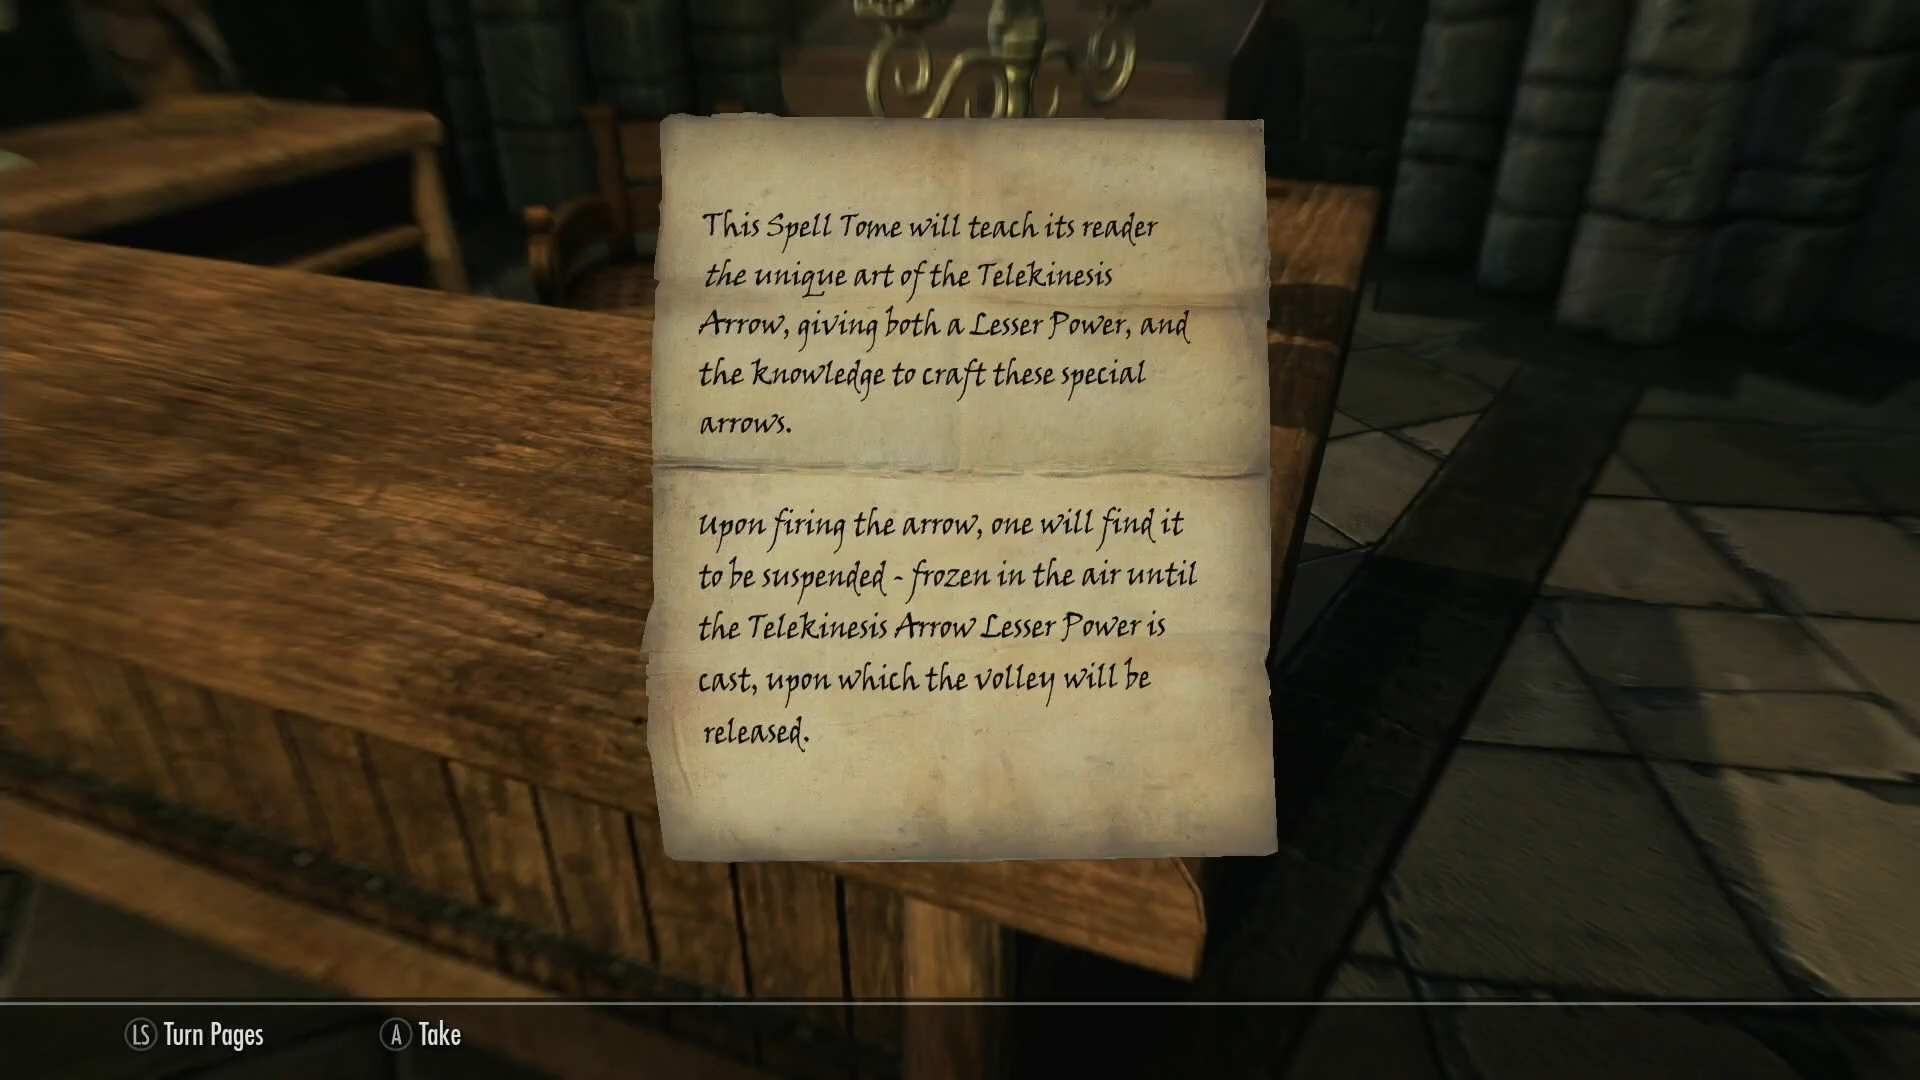 This Spell Tome will teach its reader
the unique art of the Telekinesis
Arrow, giving both a Lesser Power, and
the knowledge to craft these special
arrows.
Upon firing the arrow, one will find it
to be suspended - frozen in the air until
the Telekinesis Arrow Lesser Power is
cast, upon which the volley will be
released.
LS Turn Pages
A Take